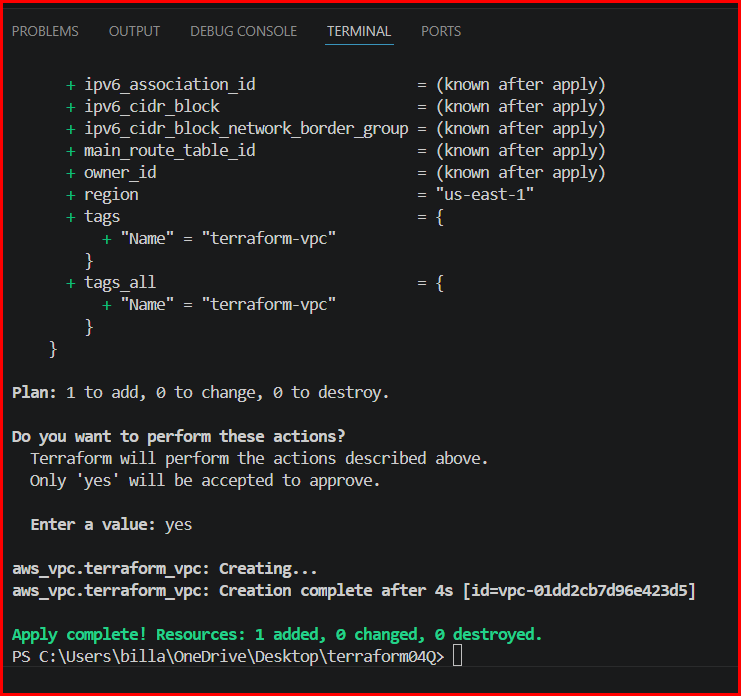 PROBLEMS OUTPUT DEBUG CONSOLE TERMINAL PORTS
+ ipv6_association_id = (known after apply)
+ ipv6_cidr_block = (known after apply)
+ ipv6_cidr_block_network_border_group = (known after apply)
+ main_route_table_id = (known after apply)
+ owner_id = (known after apply)
+ region = "us-east-1"
+ tags = {
+ "Name" = "terraform-vpc"
}
+ tags_all = {
+ "Name" = "terraform-vpc"
}
}
Plan: 1 to add, 0 to change, 0 to destroy.
Do you want to perform these actions?
Terraform will perform the actions described above.
Only 'yes' will be accepted to approve.
Enter a value: yes
aws_vpc.terraform_vpc: Creating...
aws_vpc.terraform_vpc: Creation complete after 4s [id=vpc-01dd2cb7d96e423d5]
Apply complete! Resources: 1 added, 0 changed, 0 destroyed.
PS C:\Users\billa\OneDrive\Desktop\terraform04Q>